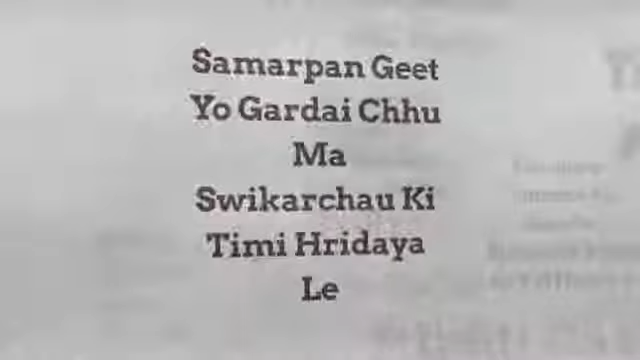 Samarpan Geet
Yo Gardai Chhu
Ma
Swikarchau Ki
Timi Hridaya
Le